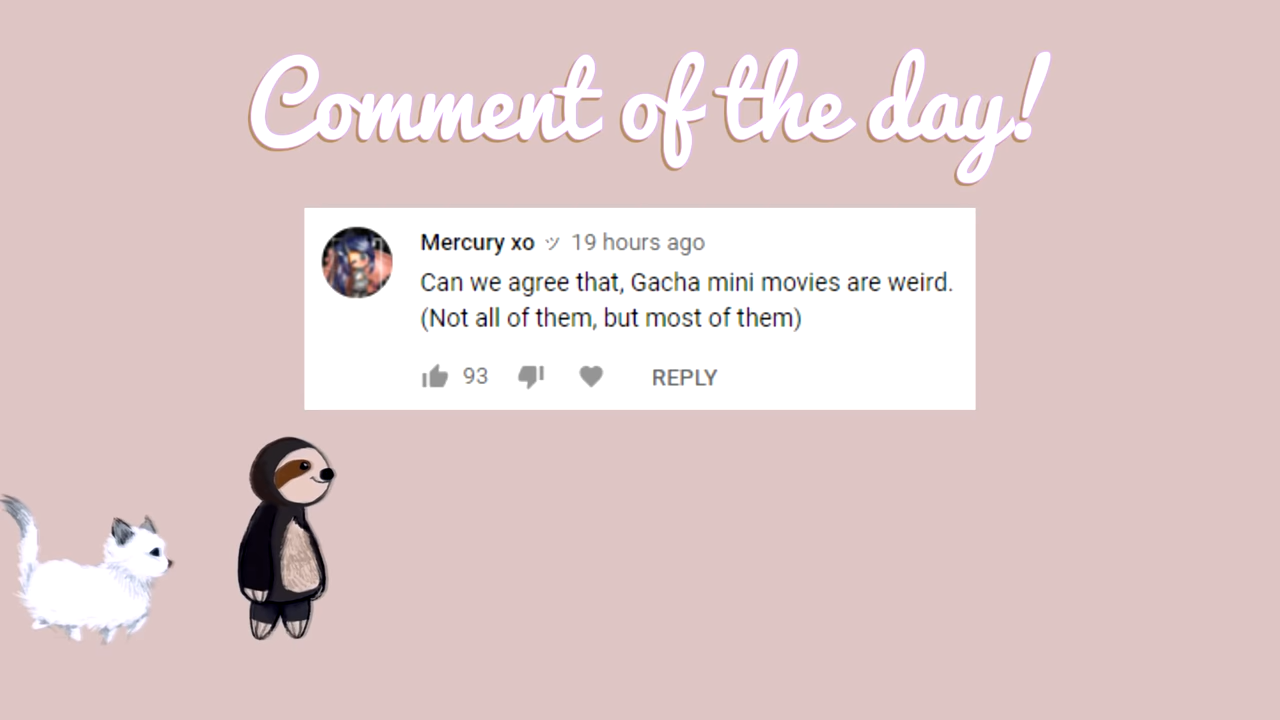 Comment of the day!
Mercury xo ツ 19 hours ago
Can we agree that, Gacha mini movies are weird.
(Not all of them, but most of them)
93 REPLY